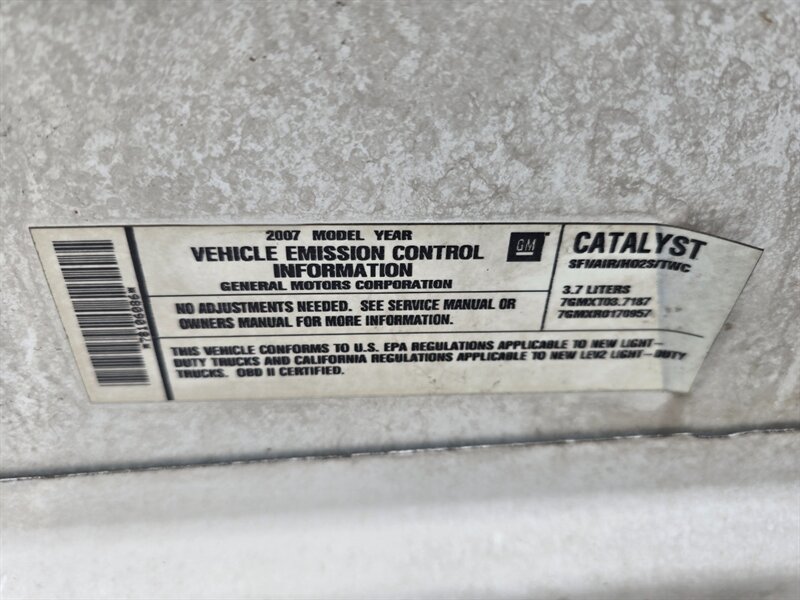 *78106086*
2007 MODEL YEAR
VEHICLE EMISSION CONTROL
INFORMATION
GENERAL MOTORS CORPORATION
GM
NO ADJUSTMENTS NEEDED. SEE SERVICE MANUAL OR
OWNERS MANUAL FOR MORE INFORMATION.
CATALYST
SFI/AIR/HO2S/TWC
3.7 LITERS
7GMXT03.7187
7GMXR0170957
THIS VEHICLE CONFORMS TO U.S. EPA REGULATIONS APPLICABLE TO NEW LIGHT-
DUTY TRUCKS AND CALIFORNIA REGULATIONS APPLICABLE TO NEW LEV2 LIGHT-DUTY
TRUCKS. OBD II CERTIFIED.